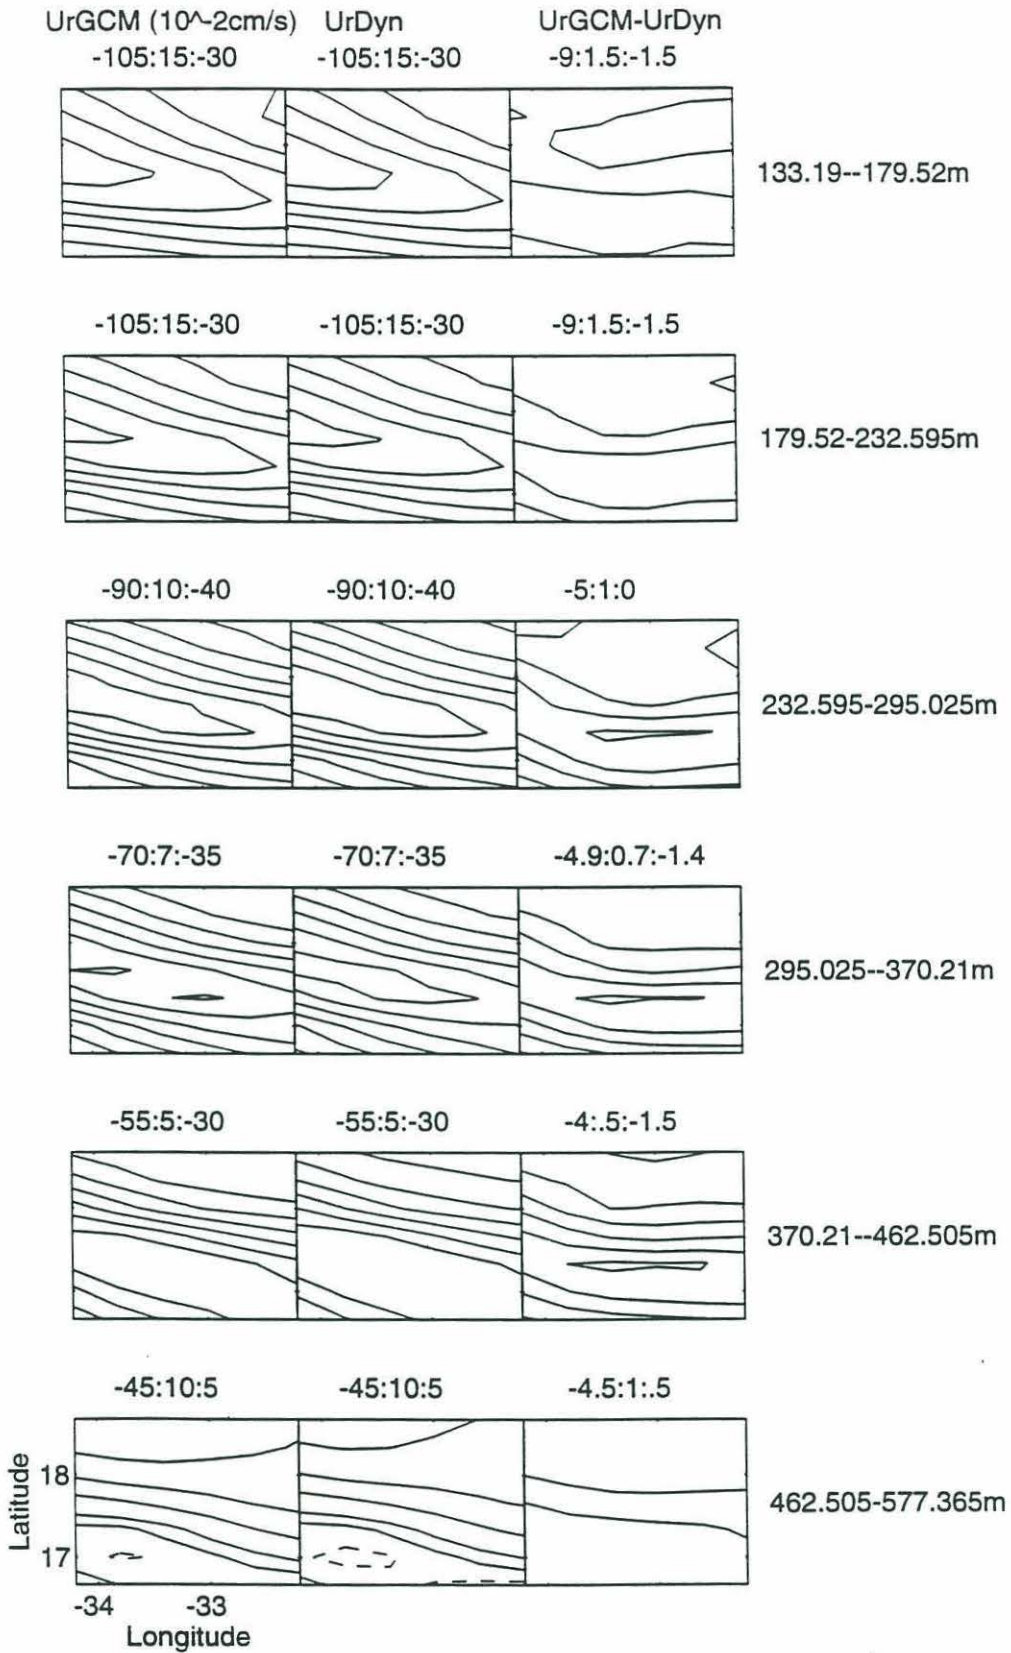 UrGCM (10^-2cm/s) UrDyn UrGCM-UrDyn
-105:15:-30 -105:15:-30 -9:1.5:-1.5
133.19--179.52m
-105:15:-30 -105:15:-30 -9:1.5:-1.5
179.52-232.595m
-90:10:-40 -90:10:-40 -5:1:0
232.595-295.025m
-70:7:-35 -70:7:-35 -4.9:0.7:-1.4
295.025--370.21m
-55:5:-30 -55:5:-30 -4:.5:-1.5
370.21--462.505m
-45:10:5 -45:10:5 -4.5:1:.5
462.505-577.365m
Latitude
18
17
-34 -33
Longitude